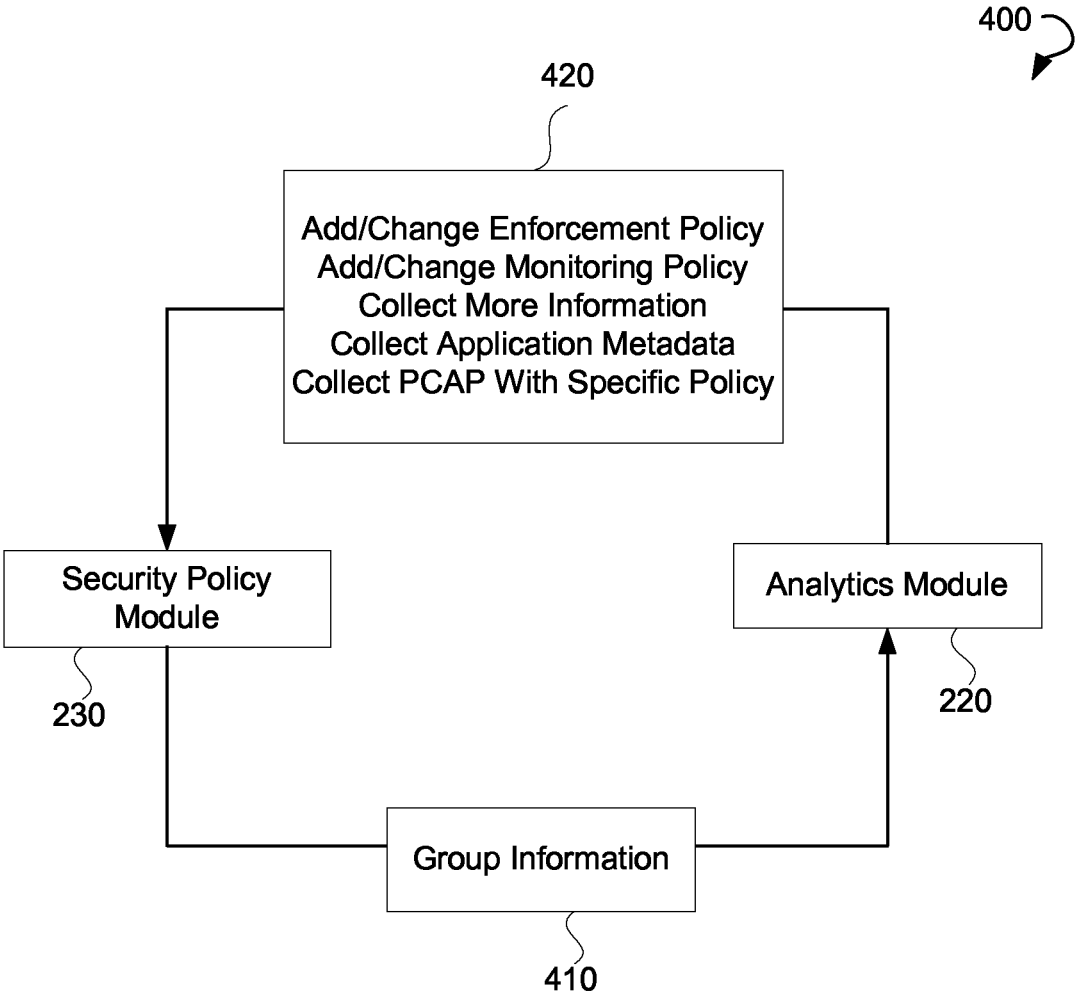 400
420
Add/Change Enforcement Policy
Add/Change Monitoring Policy
Collect More Information
Collect Application Metadata
Collect PCAP With Specific Policy
Security Policy
Module
Analytics Module
230
220
Group Information
410